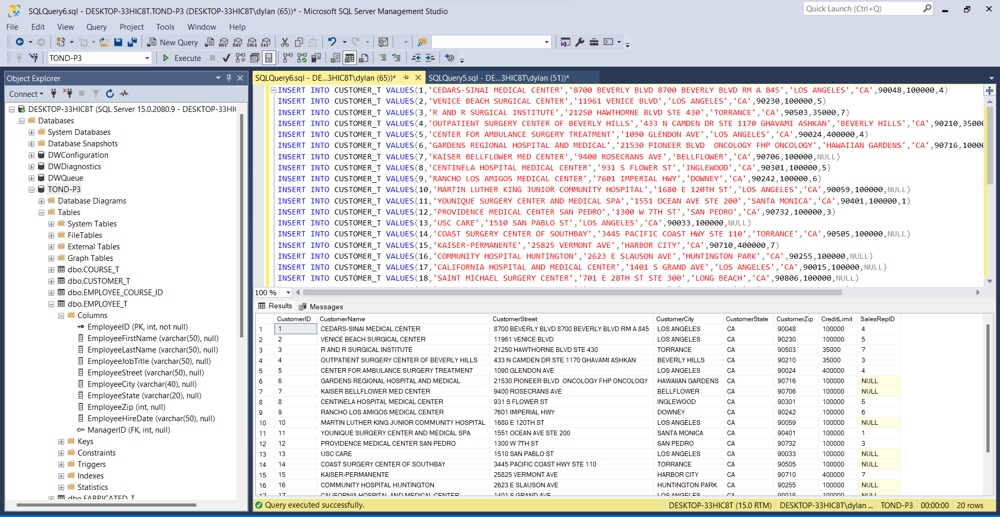 SQLQuery6.sql - DESKTOP-33HIC8T.TOND-P3 (DESKTOP-33HIC8T\dylan (65))* - Microsoft SQL Server Management Studio
Quick Launch (Ctrl+Q)
File Edit View Query Project Tools Window Help
New Query MDX DMX XMLA DAX
TOND-P3 Execute
Object Explorer
Connect
DESKTOP-33HIC8T (SQL Server 15.0.2080.9 - DESKTOP-33HI
Databases
System Databases
Database Snapshots
DWConfiguration
DWDiagnostics
DWQueue
TOND-P3
Database Diagrams
Tables
System Tables
FileTables
External Tables
Graph Tables
dbo.COURSE_T
dbo.CUSTOMER_T
dbo.EMPLOYEE_COURSE_ID
dbo.EMPLOYEE_T
Columns
EmployeeID (PK, int, not null)
EmployeeFirstName (varchar(50), null)
EmployeeLastName (varchar(50), null)
EmployeeJobTitle (varchar(50), null)
EmployeeStreet (varchar(50), null)
EmployeeCity (varchar(40), null)
EmployeeState (varchar(20), null)
EmployeeZip (int, null)
EmployeeHireDate (varchar(50), null)
ManagerID (FK, int, null)
Keys
Constraints
Triggers
Indexes
Statistics
dbo.FABRICATED_T
SQLQuery6.sql - DE...3HIC8T\dylan (65))* SQLQuery5.sql - DE...3HIC8T\dylan (51))*
INSERT INTO CUSTOMER_T VALUES(1,'CEDARS-SINAI MEDICAL CENTER','8700 BEVERLY BLVD 8700 BEVERLY BLVD RM A 845','LOS ANGELES','CA',90048,100000,4)
INSERT INTO CUSTOMER_T VALUES(2,'VENICE BEACH SURGICAL CENTER','11961 VENICE BLVD','LOS ANGELES','CA',90230,100000,5)
INSERT INTO CUSTOMER_T VALUES(3,'R AND R SURGICAL INSTITUTE','21250 HAWTHORNE BLVD STE 430','TORRANCE','CA',90503,35000,7)
INSERT INTO CUSTOMER_T VALUES(4,'OUTPATIENT SURGERY CENTER OF BEVERLY HILLS','433 N CAMDEN DR STE 1170 GHAVAMI ASHKAN','BEVERLY HILLS','CA',90210,35000
INSERT INTO CUSTOMER_T VALUES(5,'CENTER FOR AMBULANCE SURGERY TREATMENT','1090 GLENDON AVE','LOS ANGELES','CA',90024,400000,4)
INSERT INTO CUSTOMER_T VALUES(6,'GARDENS REGIONAL HOSPITAL AND MEDICAL','21530 PIONEER BLVD  ONCOLOGY FHP ONCOLOGY','HAWAIIAN GARDENS','CA',90716,10000
INSERT INTO CUSTOMER_T VALUES(7,'KAISER BELLFLOWER MED CENTER','9400 ROSECRANS AVE','BELLFLOWER','CA',90706,100000,NULL)
INSERT INTO CUSTOMER_T VALUES(8,'CENTINELA HOSPITAL MEDICAL CENTER','931 S FLOWER ST','INGLEWOOD','CA',90301,100000,5)
INSERT INTO CUSTOMER_T VALUES(9,'RANCHO LOS AMIGOS MEDICAL CENTER','7601 IMPERIAL HWY','DOWNEY','CA',90242,100000,6)
INSERT INTO CUSTOMER_T VALUES(10,'MARTIN LUTHER KING JUNIOR COMMUNITY HOSPITAL','1680 E 120TH ST','LOS ANGELES','CA',90059,100000,NULL)
INSERT INTO CUSTOMER_T VALUES(11,'YOUNIQUE SURGERY CENTER AND MEDICAL SPA','1551 OCEAN AVE STE 200','SANTA MONICA','CA',90401,100000,1)
INSERT INTO CUSTOMER_T VALUES(12,'PROVIDENCE MEDICAL CENTER SAN PEDRO','1300 W 7TH ST','SAN PEDRO','CA',90732,100000,3)
INSERT INTO CUSTOMER_T VALUES(13,'USC CARE','1510 SAN PABLO ST','LOS ANGELES','CA',90033,100000,NULL)
INSERT INTO CUSTOMER_T VALUES(14,'COAST SURGERY CENTER OF SOUTHBAY','3445 PACIFIC COAST HWY STE 110','TORRANCE','CA',90505,100000,NULL)
INSERT INTO CUSTOMER_T VALUES(15,'KAISER-PERMANENTE','25825 VERMONT AVE','HARBOR CITY','CA',90710,400000,7)
INSERT INTO CUSTOMER_T VALUES(16,'COMMUNITY HOSPITAL HUNTINGTON','2623 E SLAUSON AVE','HUNTINGTON PARK','CA',90255,100000,NULL)
INSERT INTO CUSTOMER_T VALUES(17,'CALIFORNIA HOSPITAL AND MEDICAL CENTER','1401 S GRAND AVE','LOS ANGELES','CA',90015,100000,NULL)
INSERT INTO CUSTOMER_T VALUES(18,'SAINT MICHAEL SURGERY CENTER','701 E 28TH ST STE 300','LONG BEACH','CA',90806,100000,NULL)
100 %
Results Messages
CustomerID CustomerName CustomerStreet CustomerCity CustomerState CustomerZip CreditLimit SalesRepID
1 1 CEDARS-SINAI MEDICAL CENTER 8700 BEVERLY BLVD 8700 BEVERLY BLVD RM A 845 LOS ANGELES CA 90048 100000 4
2 2 VENICE BEACH SURGICAL CENTER 11961 VENICE BLVD LOS ANGELES CA 90230 100000 5
3 3 R AND R SURGICAL INSTITUTE 21250 HAWTHORNE BLVD STE 430 TORRANCE CA 90503 35000 7
4 4 OUTPATIENT SURGERY CENTER OF BEVERLY HILLS 433 N CAMDEN DR STE 1170 GHAVAMI ASHKAN BEVERLY HILLS CA 90210 35000 3
5 5 CENTER FOR AMBULANCE SURGERY TREATMENT 1090 GLENDON AVE LOS ANGELES CA 90024 400000 4
6 6 GARDENS REGIONAL HOSPITAL AND MEDICAL 21530 PIONEER BLVD  ONCOLOGY FHP ONCOLOGY HAWAIIAN GARDENS CA 90716 100000 NULL
7 7 KAISER BELLFLOWER MED CENTER 9400 ROSECRANS AVE BELLFLOWER CA 90706 100000 NULL
8 8 CENTINELA HOSPITAL MEDICAL CENTER 931 S FLOWER ST INGLEWOOD CA 90301 100000 5
9 9 RANCHO LOS AMIGOS MEDICAL CENTER 7601 IMPERIAL HWY DOWNEY CA 90242 100000 6
10 10 MARTIN LUTHER KING JUNIOR COMMUNITY HOSPITAL 1680 E 120TH ST LOS ANGELES CA 90059 100000 NULL
11 11 YOUNIQUE SURGERY CENTER AND MEDICAL SPA 1551 OCEAN AVE STE 200 SANTA MONICA CA 90401 100000 1
12 12 PROVIDENCE MEDICAL CENTER SAN PEDRO 1300 W 7TH ST SAN PEDRO CA 90732 100000 3
13 13 USC CARE 1510 SAN PABLO ST LOS ANGELES CA 90033 100000 NULL
14 14 COAST SURGERY CENTER OF SOUTHBAY 3445 PACIFIC COAST HWY STE 110 TORRANCE CA 90505 100000 NULL
15 15 KAISER-PERMANENTE 25825 VERMONT AVE HARBOR CITY CA 90710 400000 7
16 16 COMMUNITY HOSPITAL HUNTINGTON 2623 E SLAUSON AVE HUNTINGTON PARK CA 90255 100000 NULL
17 17 CALIFORNIA HOSPITAL AND MEDICAL CENTER 1401 S GRAND AVE LOS ANGELES CA 90015 100000 NULL
Query executed successfully. DESKTOP-33HIC8T (15.0 RTM) DESKTOP-33HIC8T\dylan ... TOND-P3 00:00:00 20 rows